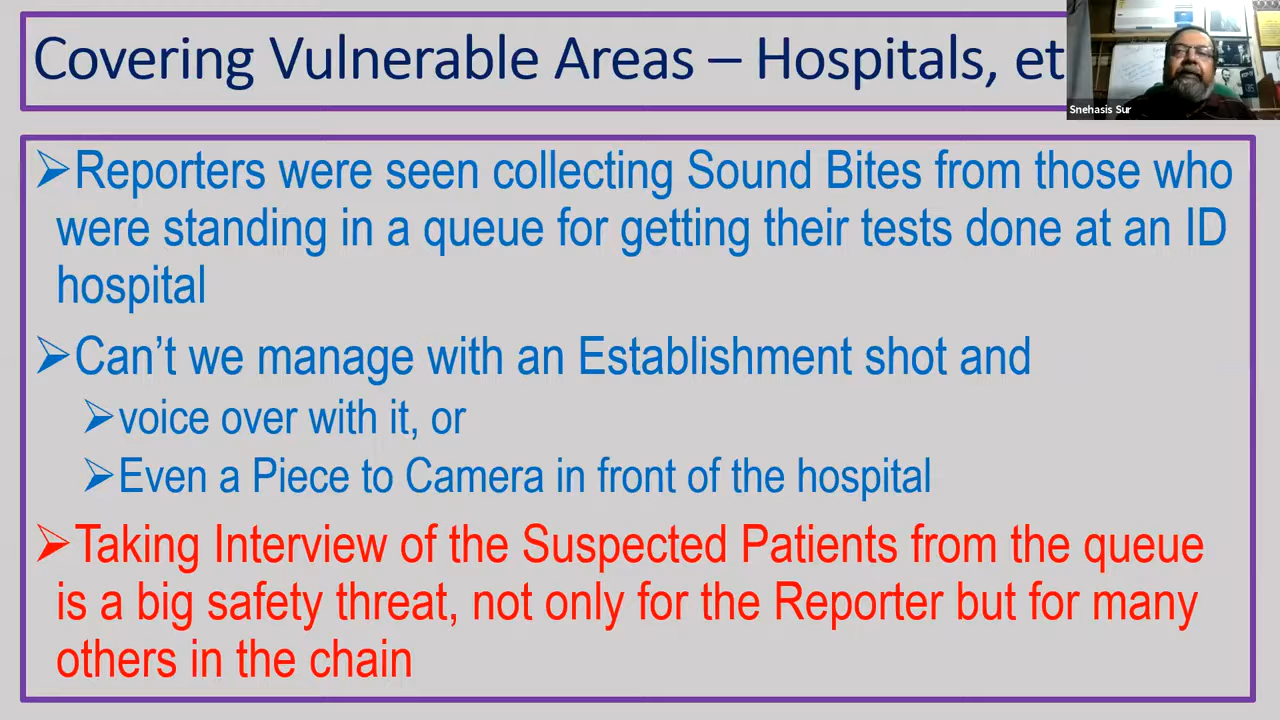 Covering Vulnerable Areas – Hospitals, et
Snehasis Sur
➢Reporters were seen collecting Sound Bites from those who
were standing in a queue for getting their tests done at an ID
hospital
➢Can't we manage with an Establishment shot and
➢voice over with it, or
➢Even a Piece to Camera in front of the hospital
➢Taking Interview of the Suspected Patients from the queue
is a big safety threat, not only for the Reporter but for many
others in the chain